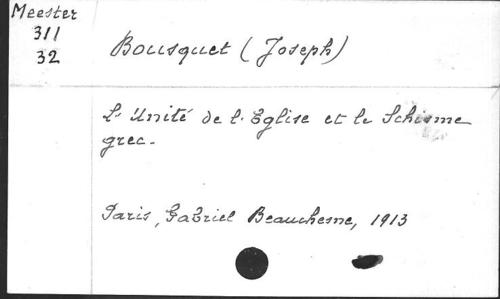 Meester
311
32
Bousquet (Joseph)
L'Unité de l'Eglise et le Schisme
grec.
Paris, Gabriel Beauchesne, 1913